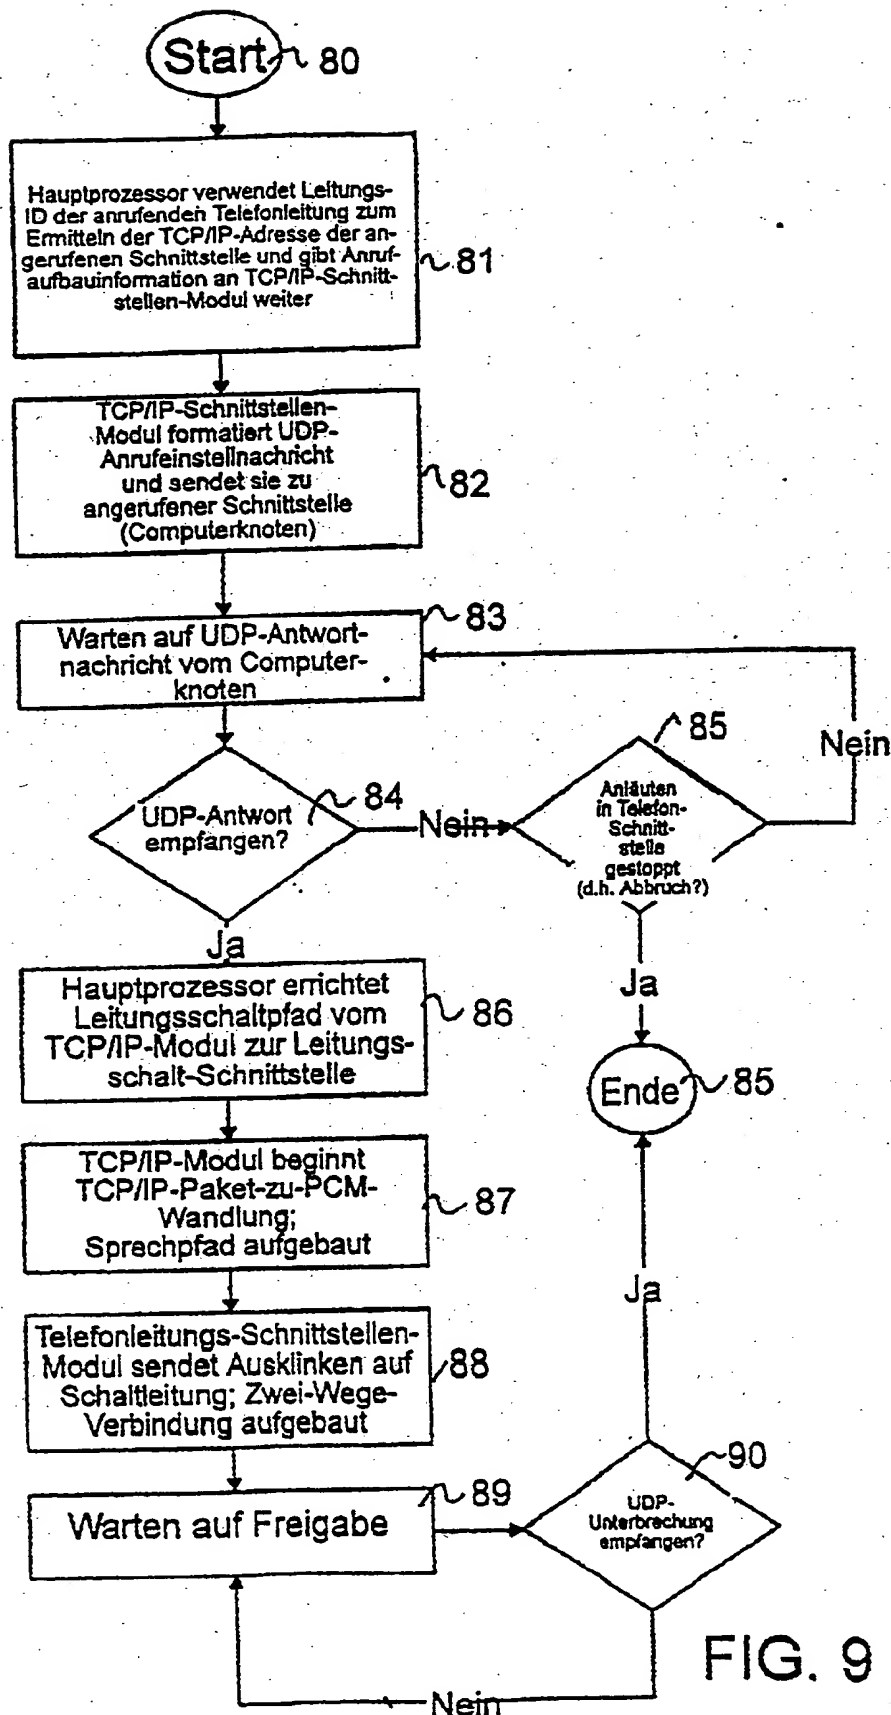 Start 80
Hauptprozessor verwendet Leitungs-
ID der anrufenden Telefonleitung zum
Ermitteln der TCP/IP-Adresse der an-
gerufenen Schnittstelle und gibt Anruf-
aufbauinformation an TCP/IP-Schnitt-
stellen-Modul weiter
81
TCP/IP-Schnittstellen-
Modul formatiert UDP-
Anrufeinstellnachricht
und sendet sie zu
angerufener Schnittstelle
(Computerknoten)
82
83
Warten auf UDP-Antwort-
nachricht vom Computer-
knoten
84
UDP-Antwort
empfangen?
Nein
85
Anläuten
in Telefon-
Schnitt-
stelle
gestoppt
(d.h. Abbruch?)
Nein
Ja
Ja
Hauptprozessor errichtet
Leitungsschaltpfad vom
TCP/IP-Modul zur Leitungs-
schalt-Schnittstelle
86
Ende 85
TCP/IP-Modul beginnt
TCP/IP-Paket-zu-PCM-
Wandlung;
Sprechpfad aufgebaut
87
Ja
Telefonleitungs-Schnittstellen-
Modul sendet Ausklinken auf
Schaltleitung; Zwei-Wege-
Verbindung aufgebaut
88
Warten auf Freigabe
89
90
UDP-
Unterbrechung
empfangen?
Nein
FIG. 9